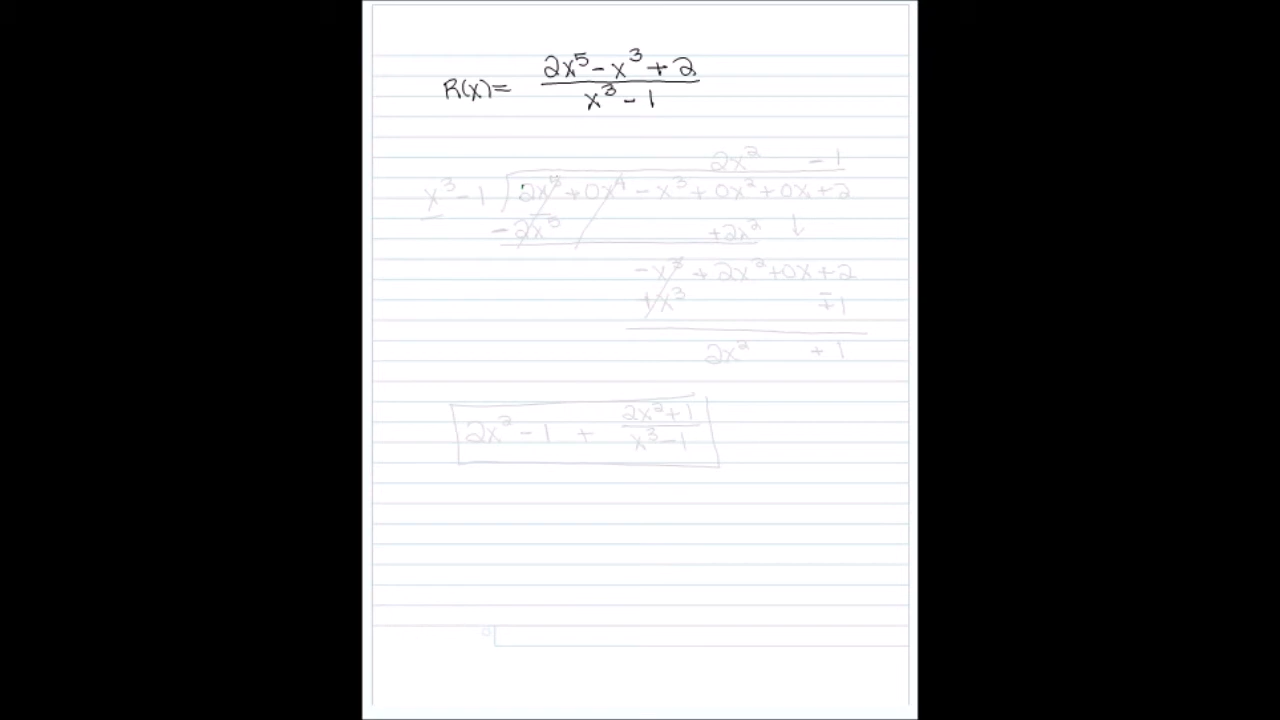 R(x) = (2x⁵ - x³ + 2)/(x³ - 1)
2x² - 1
x³ - 1 ) 2x⁵ + 0x⁴ - x³ + 0x² + 0x + 2
- 2x⁵ + 2x² ↓
- x³ + 2x² + 0x + 2
+ x³ - + 1
2x² + 1
2x² - 1 + (2x² + 1)/(x³ - 1)